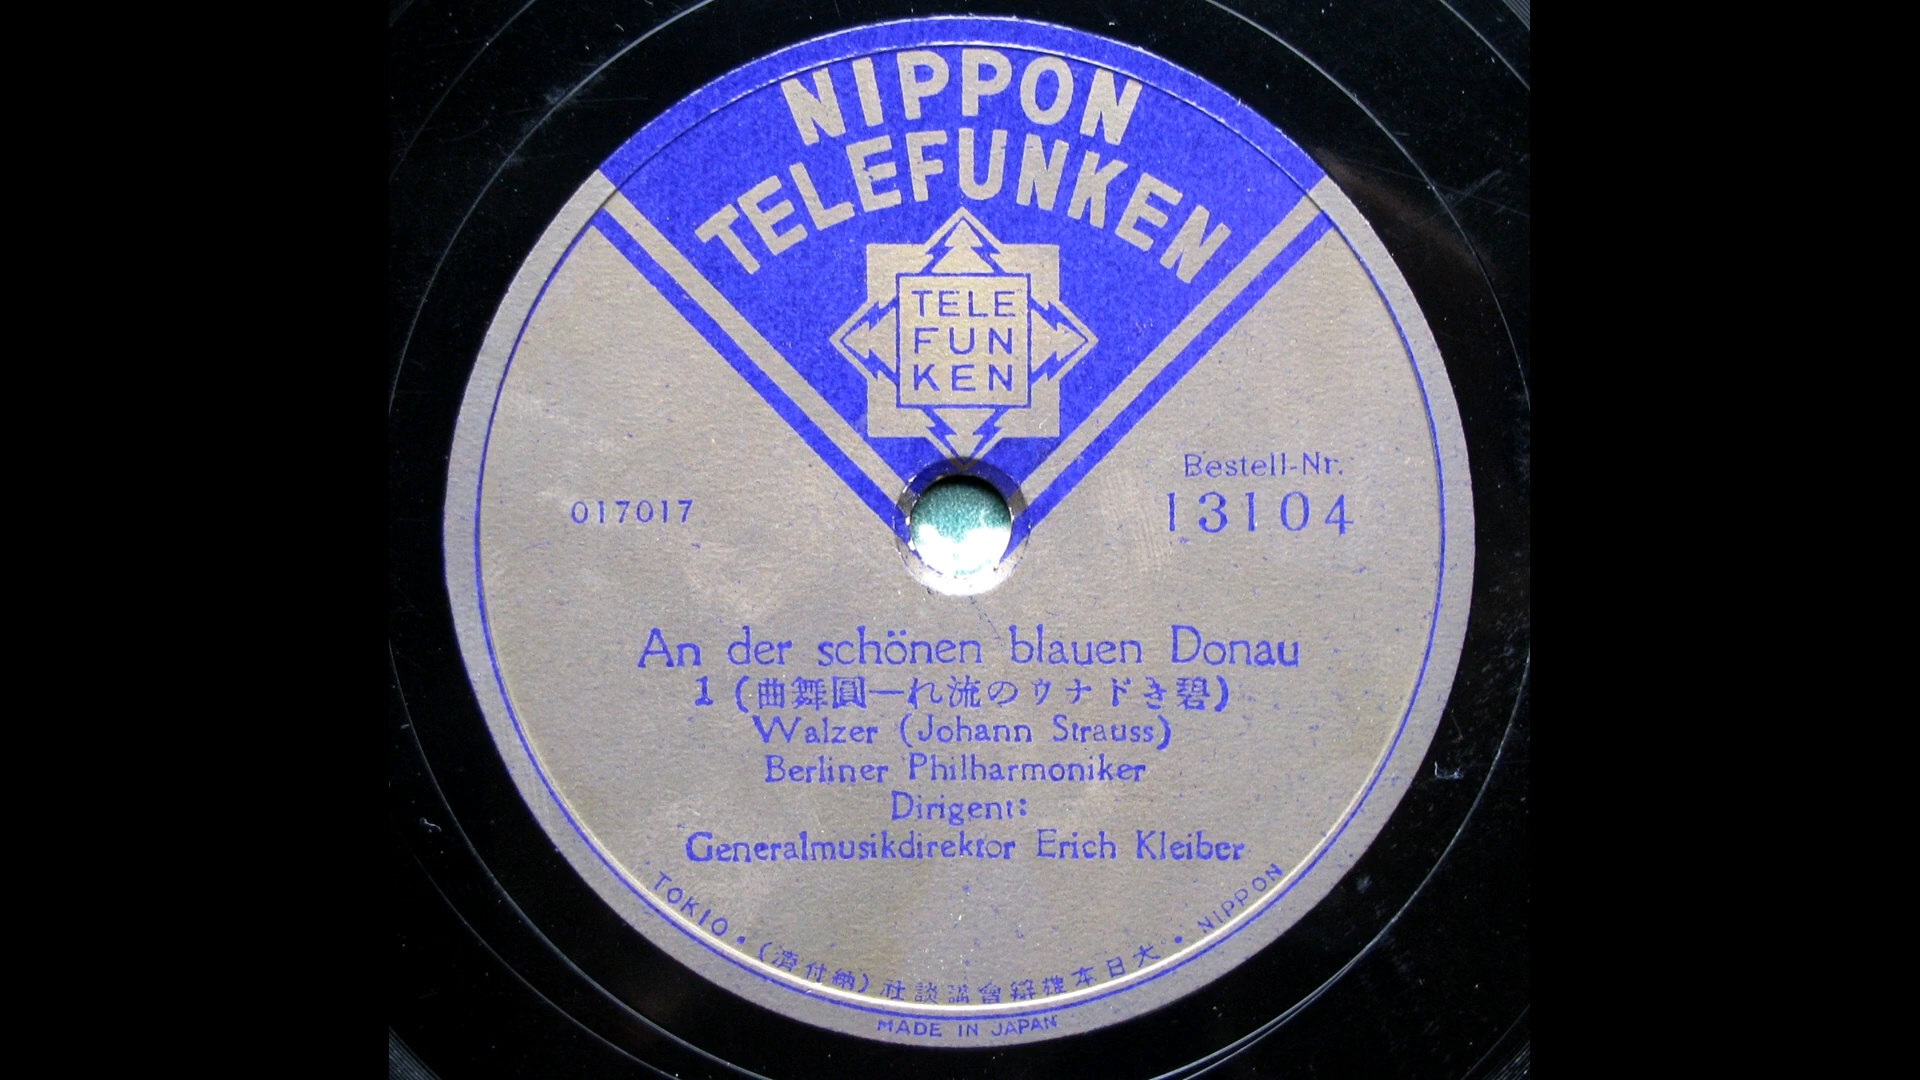 NIPPON
TELEFUNKEN
TELE
FUN
KEN
Bestell-Nr.
13104
017017
An der schönen blauen Donau
1 (碧きドナウの流れ—圓舞曲)
Walzer (Johann Strauss)
Berliner Philharmoniker
Dirigent:
Generalmusikdirektor Erich Kleiber
NIPPON • 大日本雄辯會講談社(納付濟) • TOKIO
MADE IN JAPAN